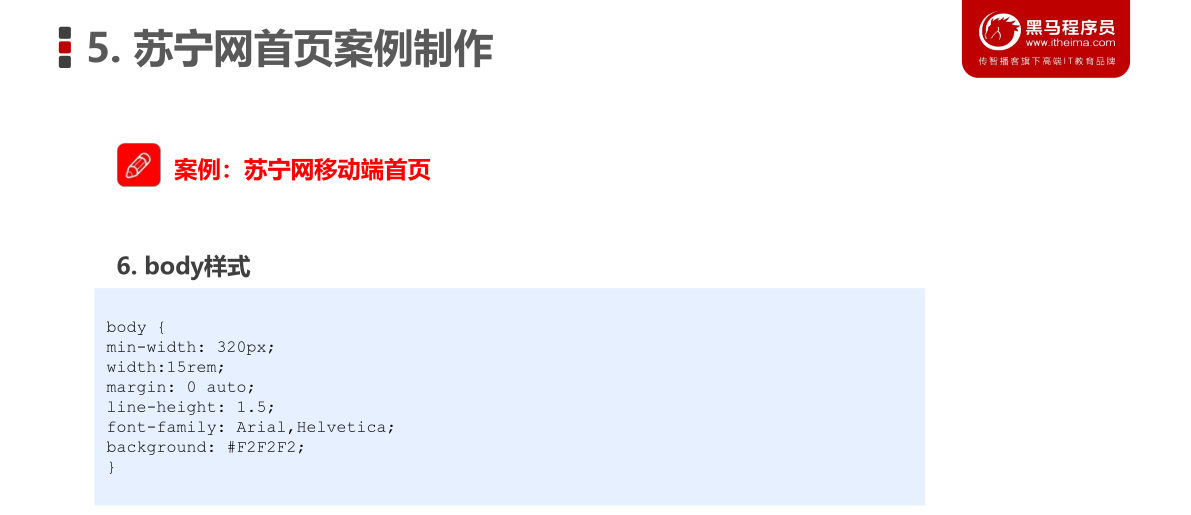 5. 苏宁网首页案例制作
黑马程序员
www.itheima.com
传智播客旗下高端IT教育品牌
案例：苏宁网移动端首页
6. body样式
body {
min-width: 320px;
width:15rem;
margin: 0 auto;
line-height: 1.5;
font-family: Arial,Helvetica;
background: #F2F2F2;
}